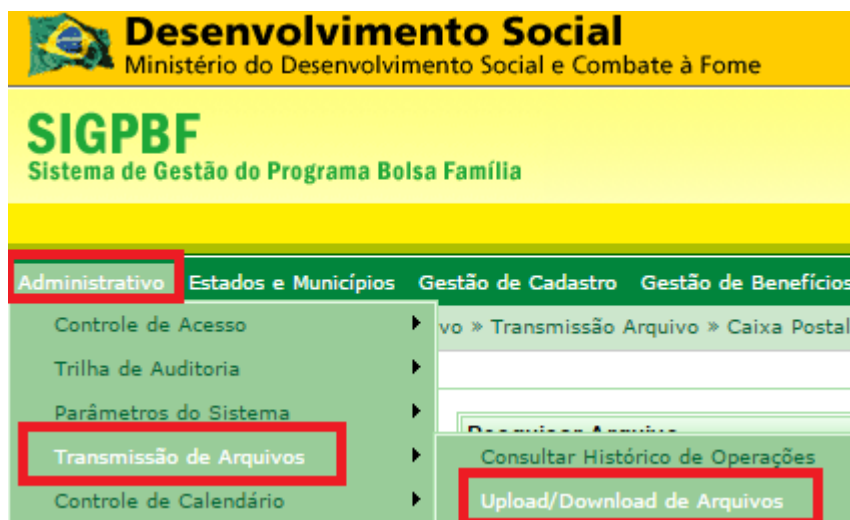 Desenvolvimento Social
Ministério do Desenvolvimento Social e Combate à Fome
SIGPBF
Sistema de Gestão do Programa Bolsa Família
Administrativo Estados e Municípios Gestão de Cadastro Gestão de Benefícios
Controle de Acesso
vo » Transmissão Arquivo » Caixa Postal
Trilha de Auditoria
Parâmetros do Sistema
Transmissão de Arquivos
Consultar Histórico de Operações
Controle de Calendário
Upload/Download de Arquivos